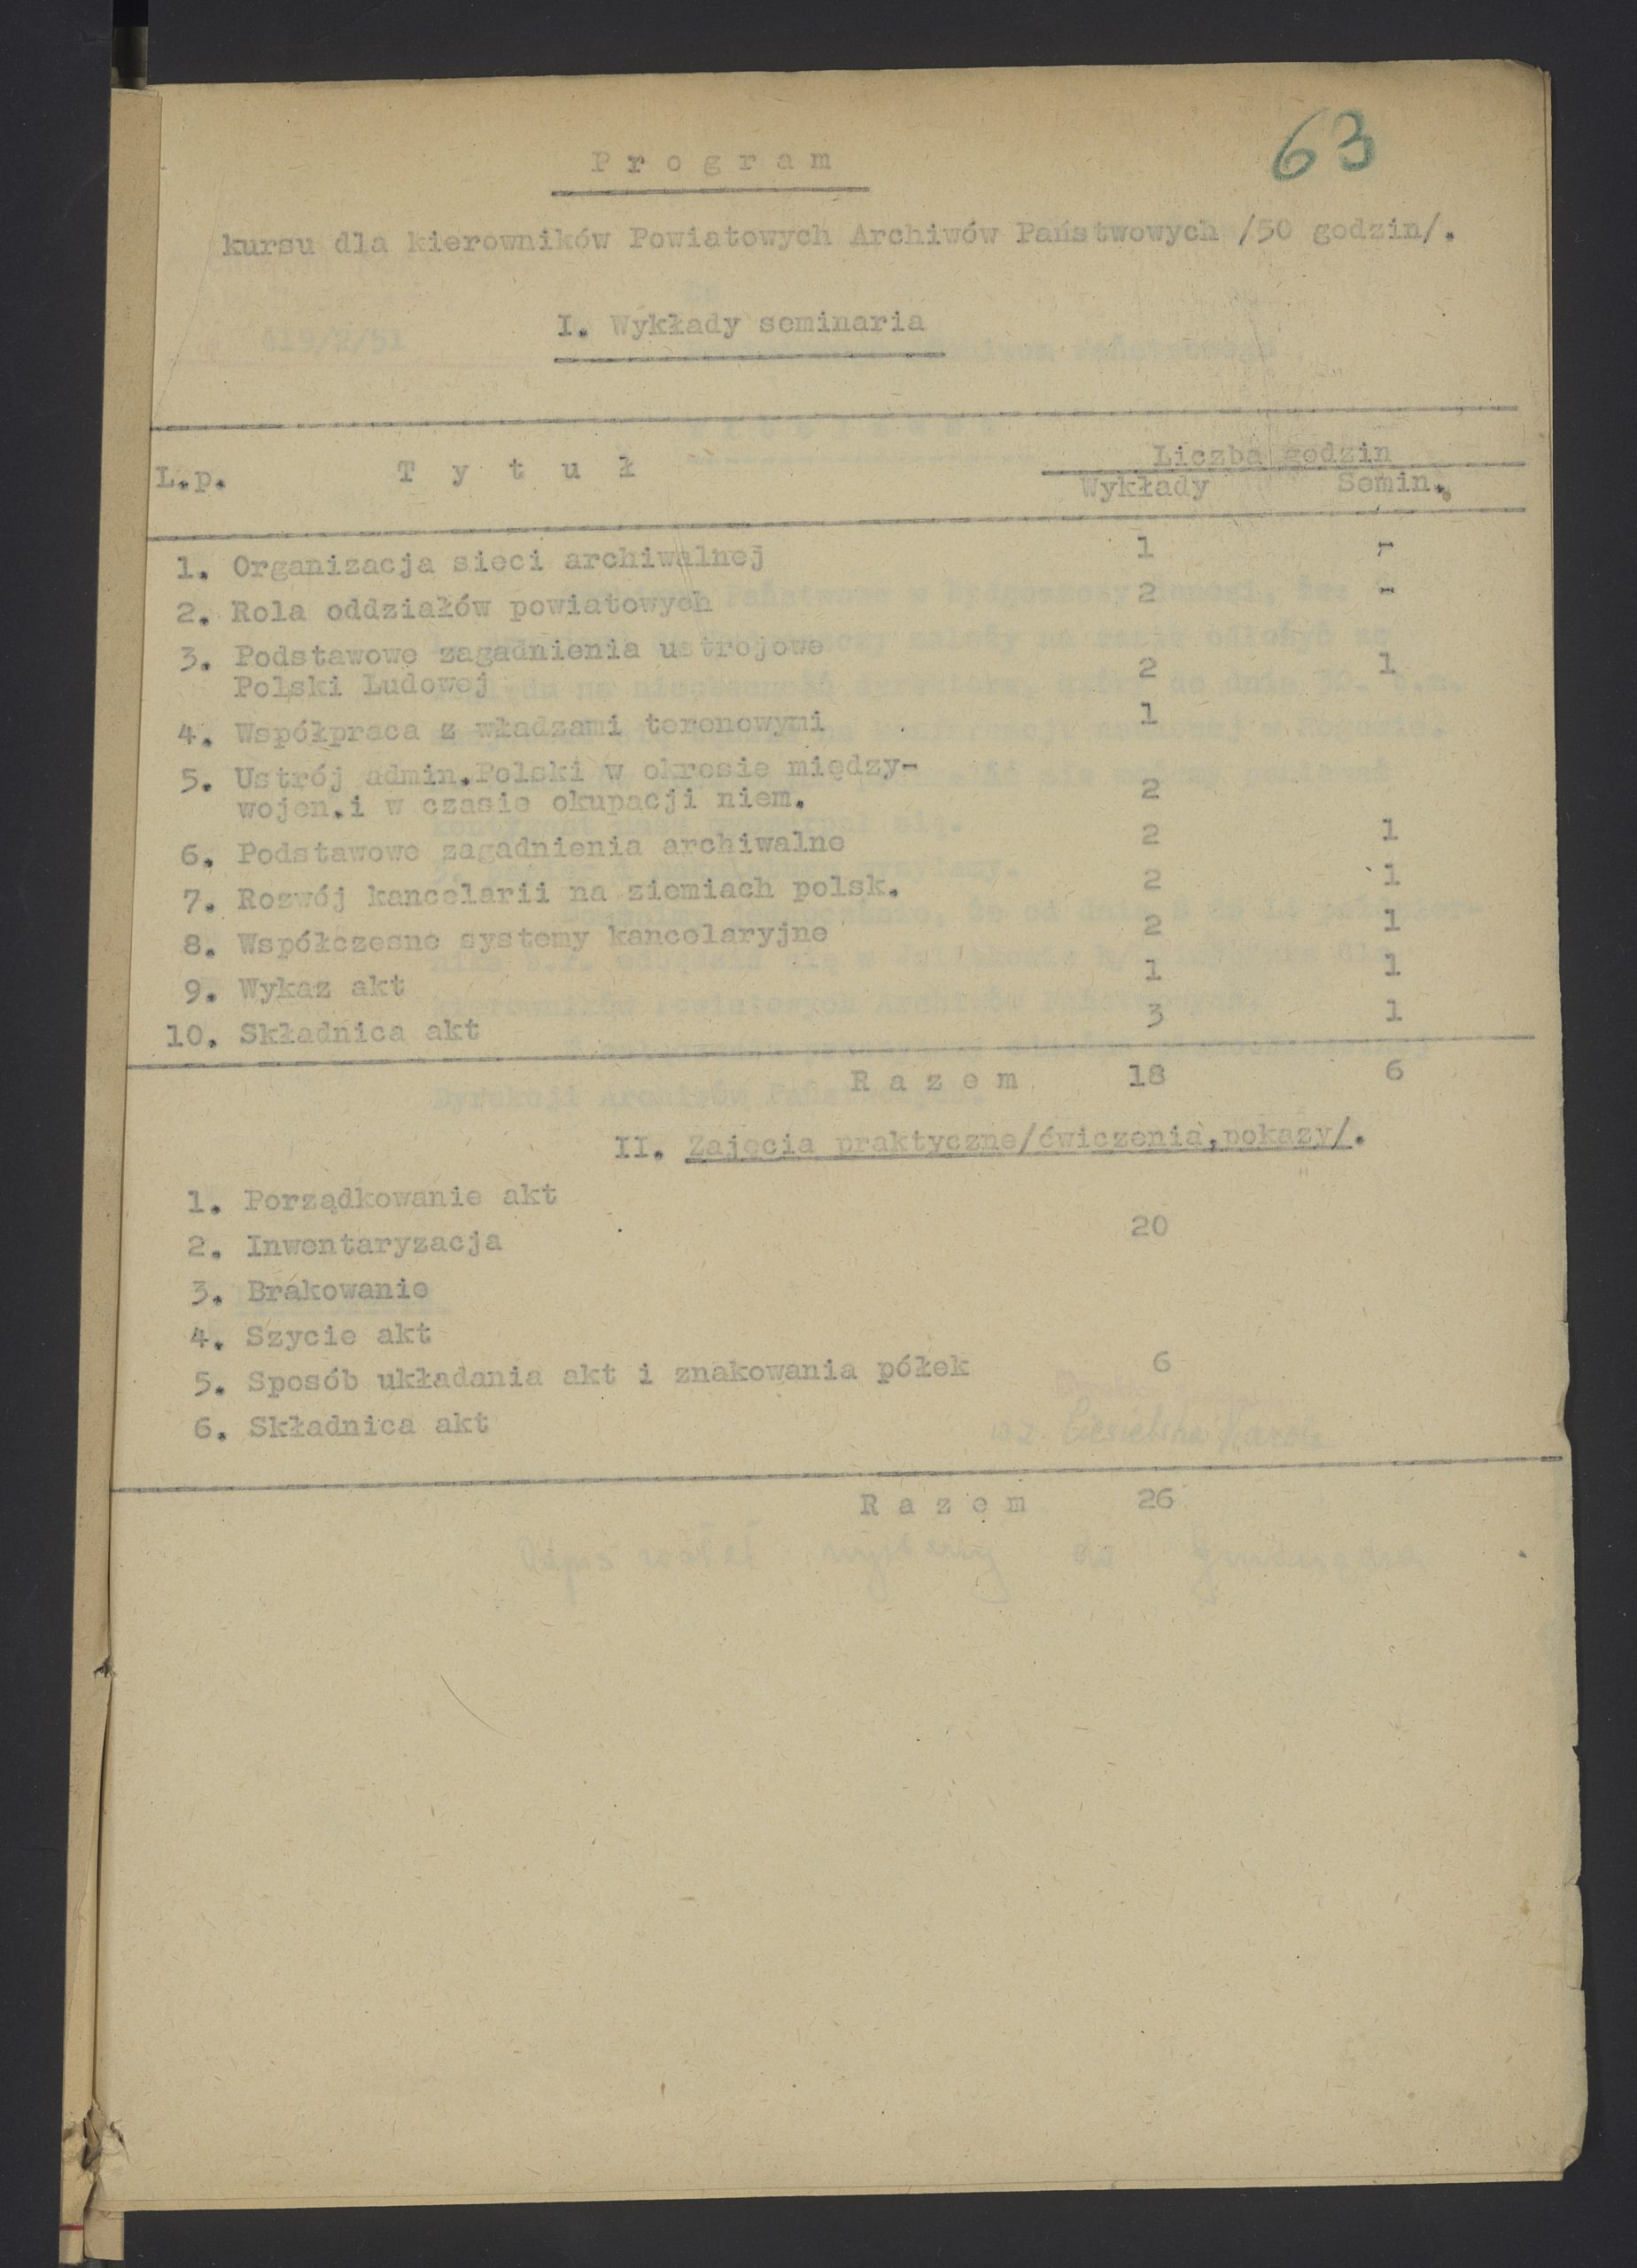 63
P r o g r a m
kursu dla kierowników Powiatowych Archiwów Państwowych /50 godzin/.
I. Wykłady seminaria
619/2/51
L.p. T y t u ł Liczba godzin
Wykłady Semin.
1. Organizacja sieci archiwalnej 1 -
2. Rola oddziałów powiatowych 2 -
3. Podstawowe zagadnienia ustrojowe
Polski Ludowej 2 1
4. Współpraca z władzami terenowymi 1
5. Ustrój admin.Polski w okresie między-
wojen.i w czasie okupacji niem. 2
6. Podstawowe zagadnienia archiwalne 2 1
7. Rozwój kancelarii na ziemiach polsk. 2 1
8. Współczesne systemy kancelaryjne 2 1
9. Wykaz akt 1 1
10. Składnica akt 3 1
R a z e m 18 6
II. Zajęcia praktyczne/ćwiczenia,pokazy/.
1. Porządkowanie akt
20
2. Inwentaryzacja
3. Brakowanie
4. Szycie akt
5. Sposób układania akt i znakowania półek 6
6. Składnica akt
R a z e m 26